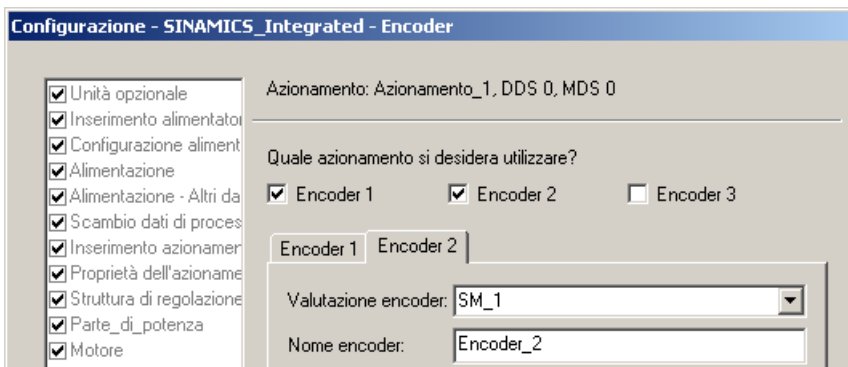 Configurazione - SINAMICS_Integrated - Encoder
Unità opzionale
Inserimento alimentator
Configurazione aliment
Alimentazione
Alimentazione - Altri da
Scambio dati di proces
Inserimento azionamer
Proprietà dell'azioname
Struttura di regolazione
Parte_di_potenza
Motore
Azionamento: Azionamento_1, DDS 0, MDS 0
Quale azionamento si desidera utilizzare?
Encoder 1 Encoder 2 Encoder 3
Encoder 1 Encoder 2
Valutazione encoder: SM_1
Nome encoder: Encoder_2